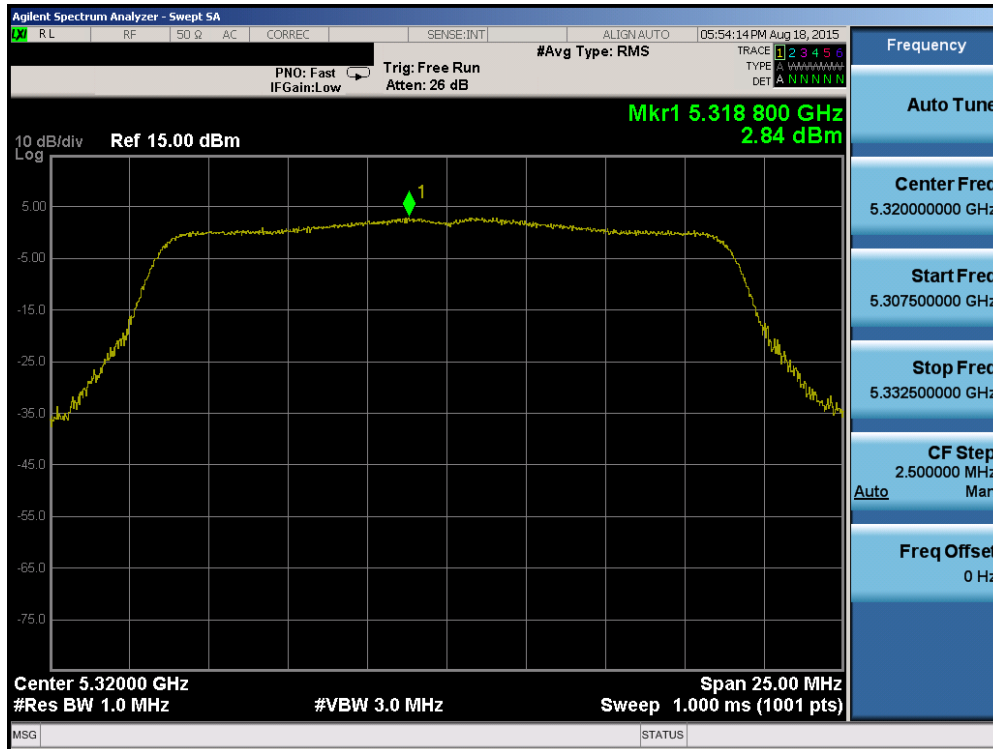 Agilent Spectrum Analyzer - Swept SA
LXI RL RF 50 Ω AC CORREC SENSE:INT ALIGN AUTO 05:54:14 PM Aug 18, 2015
#Avg Type: RMS
TRACE 1 2 3 4 5 6
TYPE A WWWWW
DET A N N N N N
PNO: Fast
IFGain:Low
Trig: Free Run
Atten: 26 dB
Mkr1 5.318 800 GHz
2.84 dBm
10 dB/div
Log
Ref 15.00 dBm
1
5.00
-5.00
-15.0
-25.0
-35.0
-45.0
-55.0
-65.0
-75.0
Center 5.32000 GHz
Span 25.00 MHz
#Res BW 1.0 MHz
#VBW 3.0 MHz
Sweep 1.000 ms (1001 pts)
MSG
STATUS
Frequency
Auto Tune
Center Freq
5.320000000 GHz
Start Freq
5.307500000 GHz
Stop Freq
5.332500000 GHz
CF Step
2.500000 MHz
Auto Man
Freq Offset
0 Hz